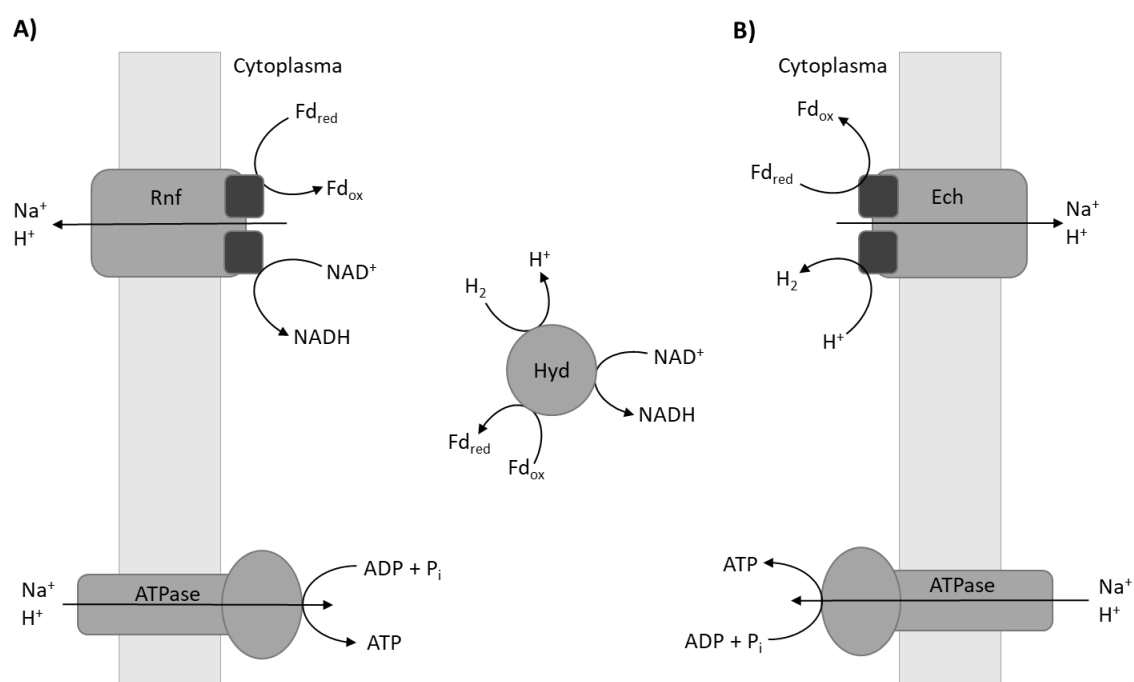 A)
B)
Cytoplasma
Cytoplasma
Fd_red
Fd_ox
Fd_ox
Fd_red
Rnf
Ech
Na⁺
H⁺
Na⁺
H⁺
NAD⁺
NADH
H₂
H⁺
H₂
H⁺
Hyd
NAD⁺
NADH
Fd_red
Fd_ox
Na⁺
H⁺
ATPase
ADP + Pᵢ
ATP
ATP
ADP + Pᵢ
ATPase
Na⁺
H⁺